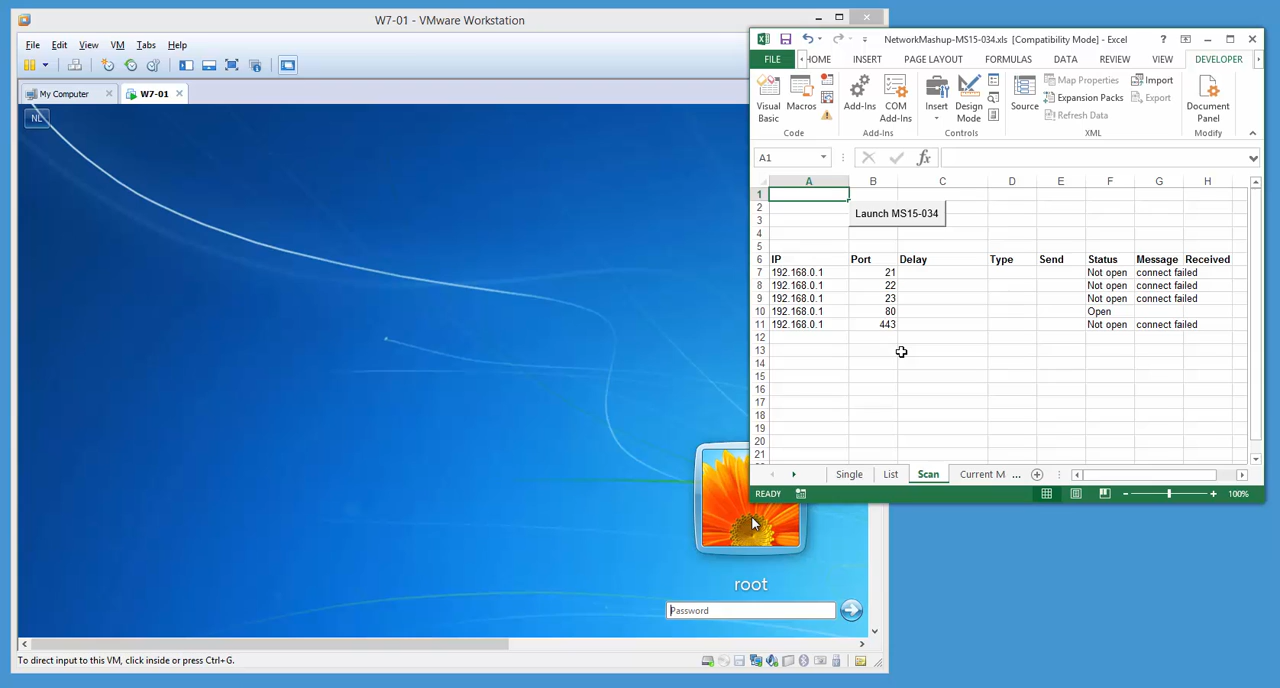 W7-01 - VMware Workstation
File Edit View VM Tabs Help
My Computer W7-01
NL
root
Password
To direct input to this VM, click inside or press Ctrl+G.
NetworkMashup-MS15-034.xls [Compatibility Mode] - Excel
FILE HOME INSERT PAGE LAYOUT FORMULAS DATA REVIEW VIEW DEVELOPER
Visual Basic
Macros
Code
Add-Ins
COM Add-Ins
Add-Ins
Insert
Design Mode
Controls
Source
Map Properties
Expansion Packs
Refresh Data
Import
Export
XML
Document Panel
Modify
A1
A B C D E F G H
1
2
3
Launch MS15-034
4
5
6 IP Port Delay Type Send Status Message Received
7 192.168.0.1 21 Not open connect failed
8 192.168.0.1 22 Not open connect failed
9 192.168.0.1 23 Not open connect failed
10 192.168.0.1 80 Open
11 192.168.0.1 443 Not open connect failed
12
13
14
15
16
17
18
19
20
21
Single List Scan Current M ...
READY 100%